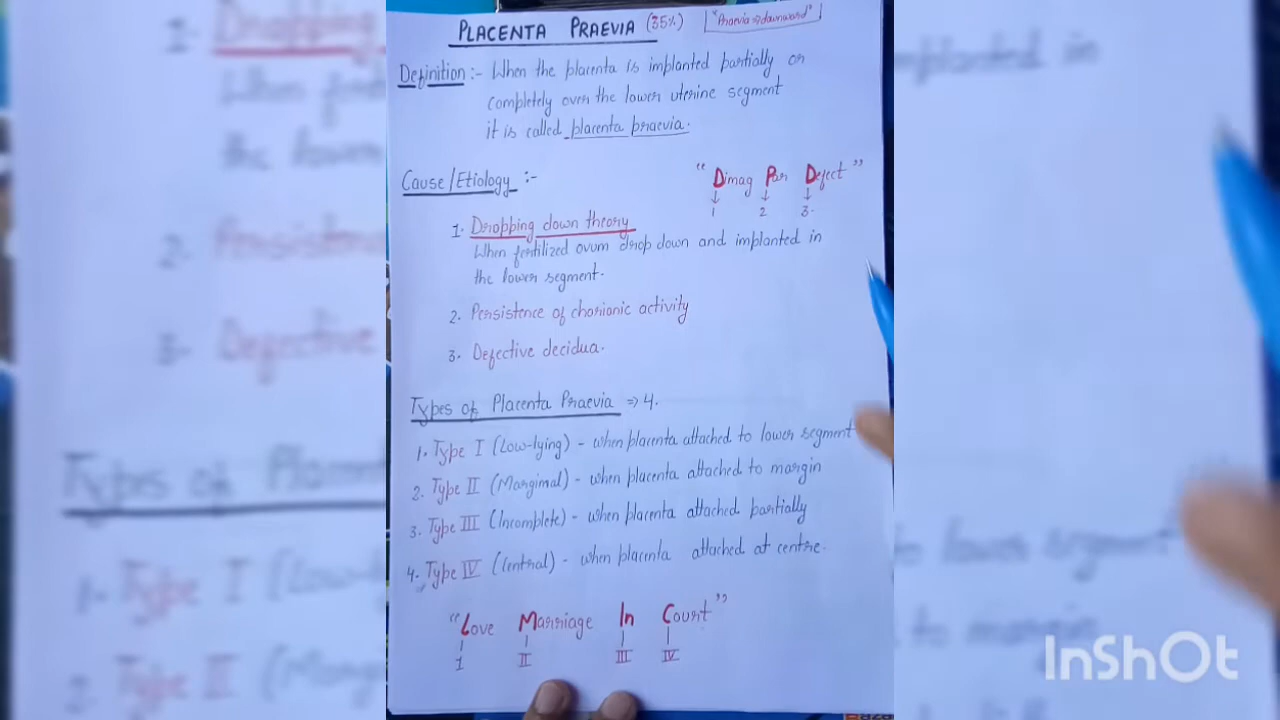 PLACENTA PRAEVIA (35%) "Praevia => downward"
Definition :- When the placenta is implanted partially or
completely over the lower uterine segment
it is called placenta praevia.
Cause/Etiology :-
"Dimag Par Defect"
1 2 3.
1. Dropping down theory
When fertilized ovum drop down and implanted in
the lower segment.
2. Persistence of chorionic activity
3. Defective decidua.
Types of Placenta Praevia => 4.
1. Type I (Low-lying) - when placenta attached to lower segment
2. Type II (Marginal) - when placenta attached to margin
3. Type III (Incomplete) - when placenta attached partially
4. Type IV (Central) - when placenta attached at centre.
"Love Marriage In Court"
1 II III IV
InShOt